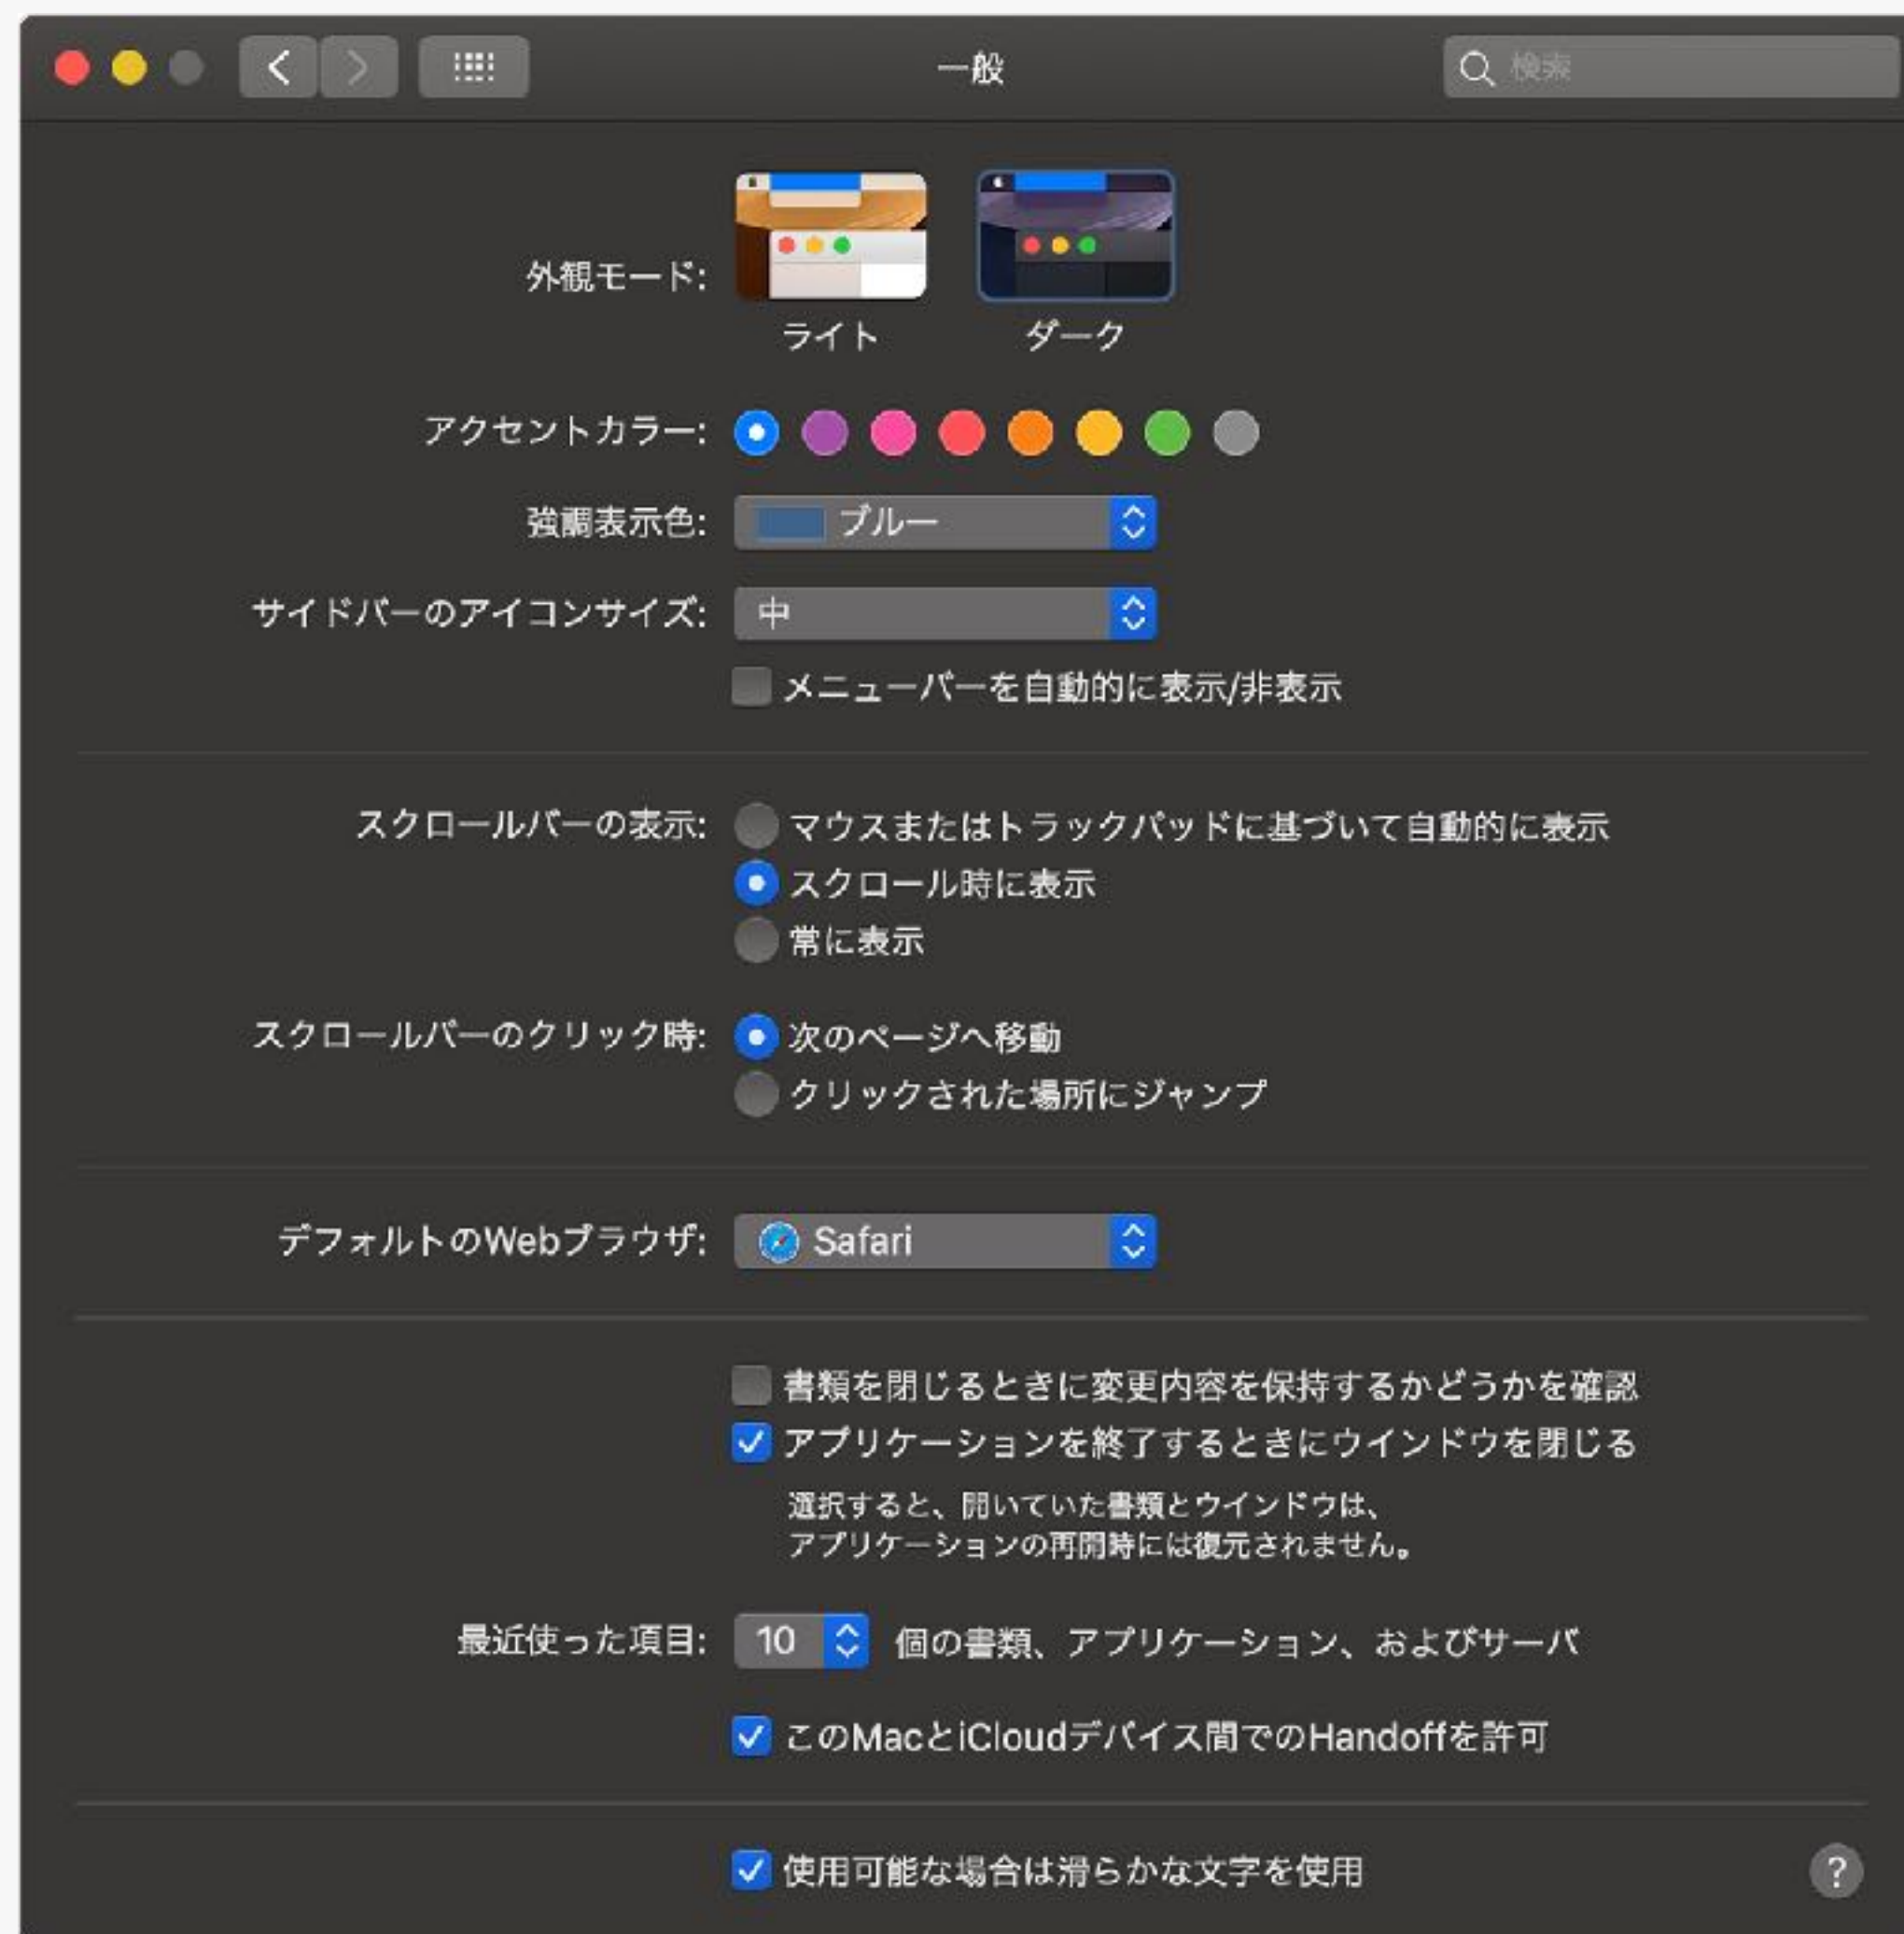 一般
検索
外観モード:
ライト
ダーク
アクセントカラー:
強調表示色: ブルー
サイドバーのアイコンサイズ: 中
メニューバーを自動的に表示/非表示
スクロールバーの表示: マウスまたはトラックパッドに基づいて自動的に表示
スクロール時に表示
常に表示
スクロールバーのクリック時: 次のページへ移動
クリックされた場所にジャンプ
デフォルトのWebブラウザ: Safari
書類を閉じるときに変更内容を保持するかどうかを確認
アプリケーションを終了するときにウインドウを閉じる
選択すると、開いていた書類とウインドウは、
アプリケーションの再開時には復元されません。
最近使った項目: 10 個の書類、アプリケーション、およびサーバ
このMacとiCloudデバイス間でのHandoffを許可
使用可能な場合は滑らかな文字を使用
?